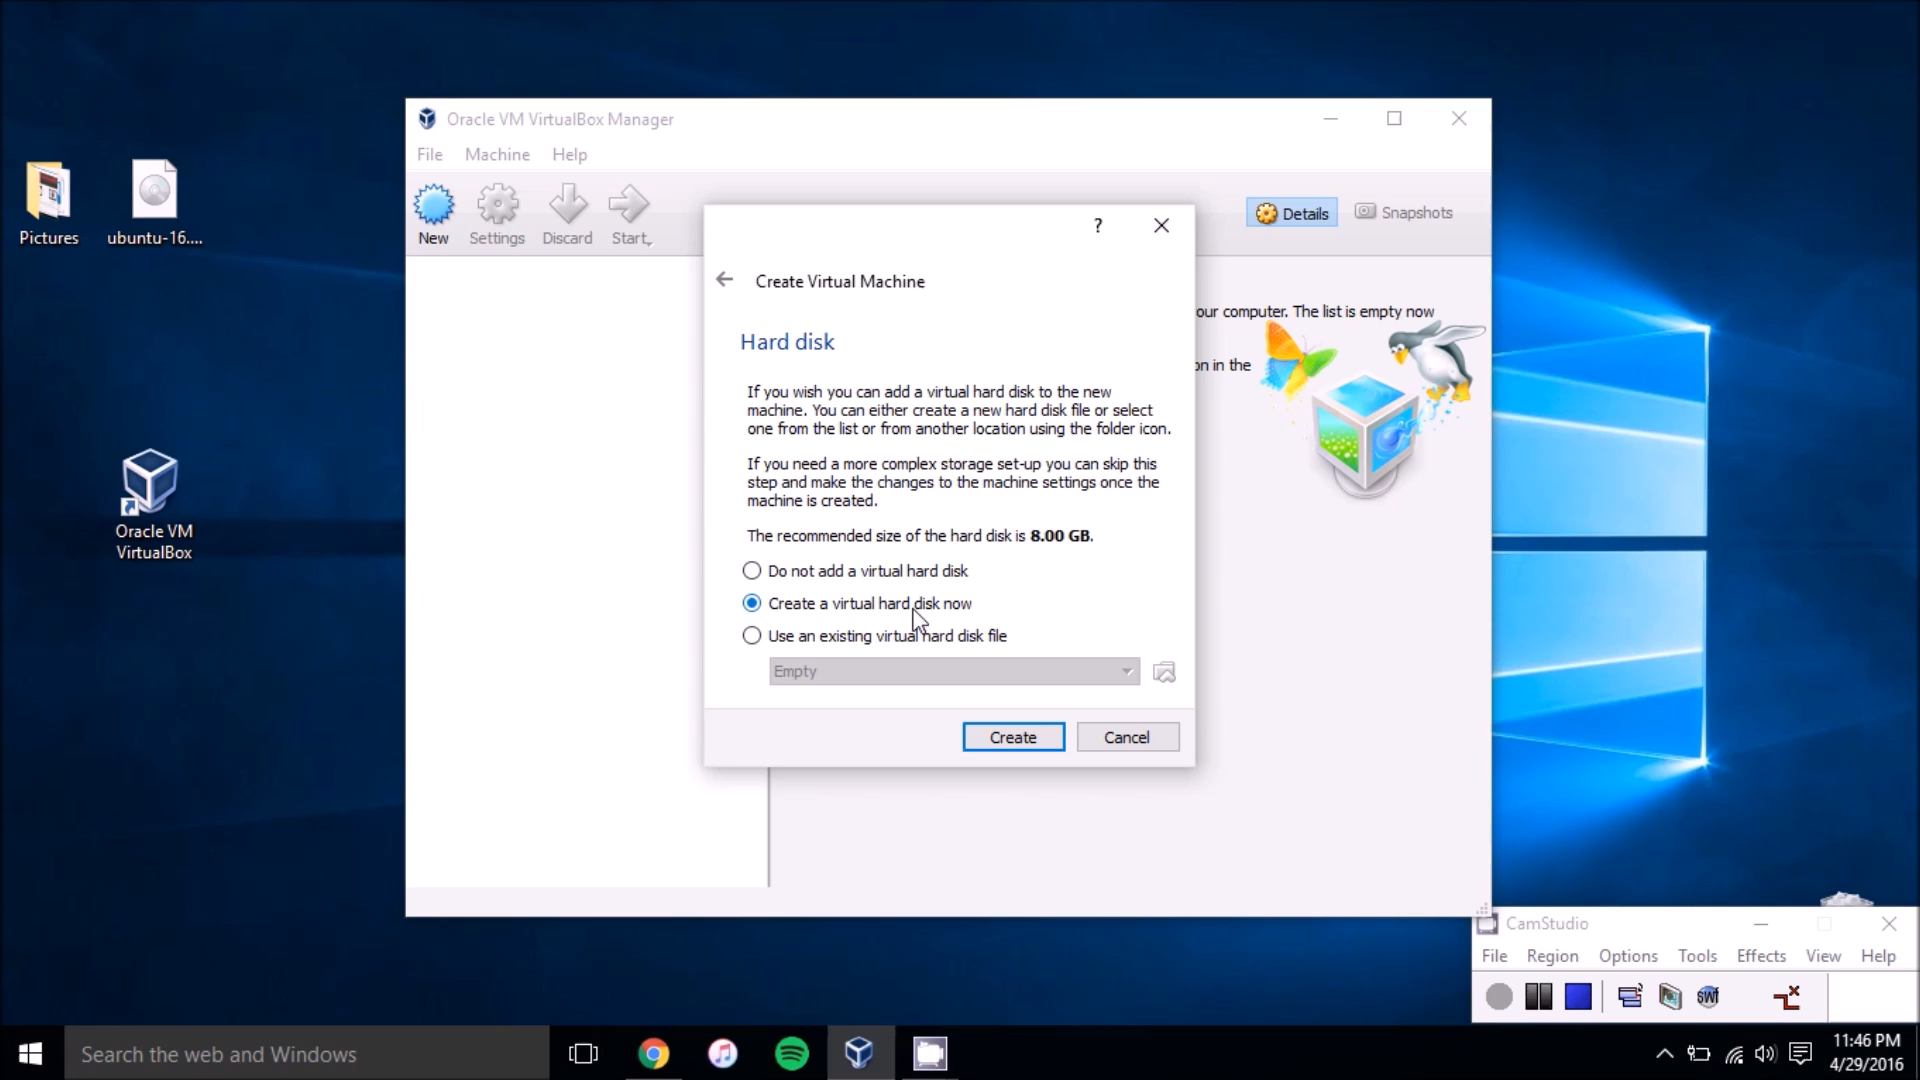 Pictures
ubuntu-16....
Oracle VM
VirtualBox
Oracle VM VirtualBox Manager
File Machine Help
New Settings Discard Start
Details Snapshots
our computer. The list is empty now
on in the
?
Create Virtual Machine
Hard disk
If you wish you can add a virtual hard disk to the new
machine. You can either create a new hard disk file or select
one from the list or from another location using the folder icon.
If you need a more complex storage set-up you can skip this
step and make the changes to the machine settings once the
machine is created.
The recommended size of the hard disk is 8.00 GB.
Do not add a virtual hard disk
Create a virtual hard disk now
Use an existing virtual hard disk file
Empty
Create Cancel
CamStudio
File Region Options Tools Effects View Help
swf
Search the web and Windows
11:46 PM
4/29/2016